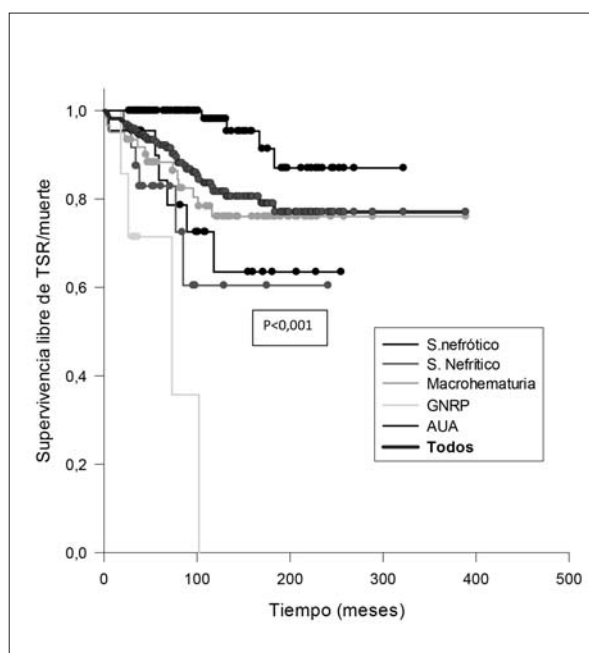 Supervivencia libre de TSR/muerte
1,0
0,8
0,6
0,4
0,2
0,0
P<0,001
S.nefrótico
S. Nefrítico
Macrohematuria
GNRP
AUA
Todos
0
100
200
300
400
500
Tiempo (meses)